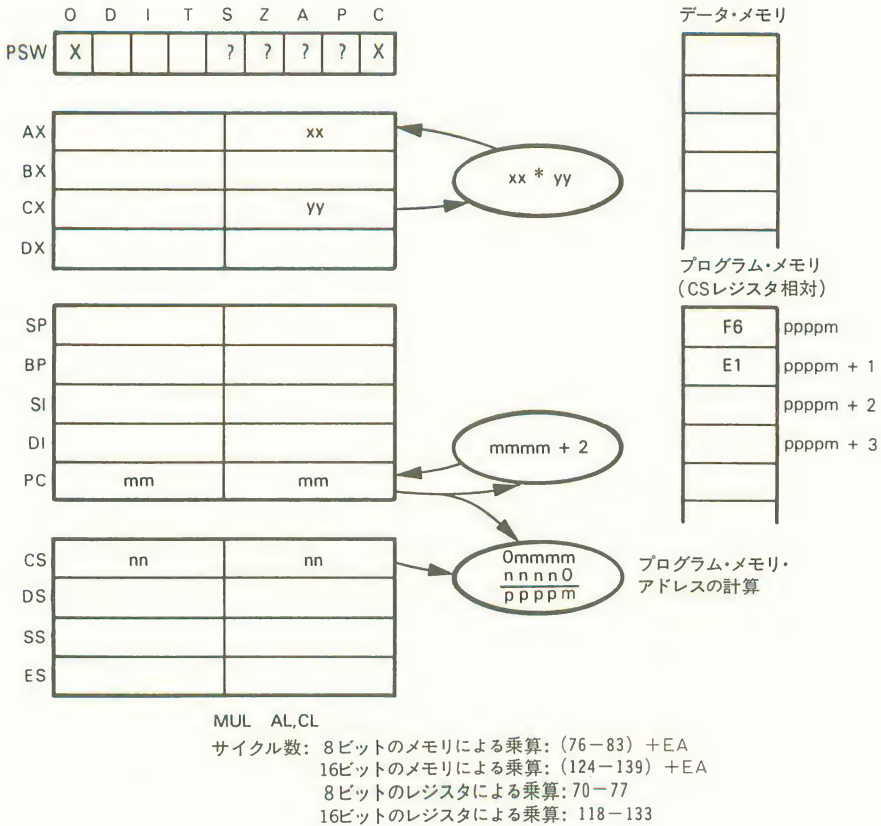 O D I T S Z A P C
PSW X ? ? ? ? X
AX xx
BX
CX yy
DX
xx * yy
データ・メモリ
SP
BP
SI
DI
PC mm mm
mmmm + 2
プログラム・メモリ
(CSレジスタ相対)
F6 ppppm
E1 ppppm + 1
ppppm + 2
ppppm + 3
CS nn nn
DS
SS
ES
0mmmm
nnnn0
ppppm
プログラム・メモリ・
アドレスの計算
MUL AL,CL
サイクル数: 8ビットのメモリによる乗算: (76-83) +EA
16ビットのメモリによる乗算: (124-139) +EA
8ビットのレジスタによる乗算: 70-77
16ビットのレジスタによる乗算: 118-133